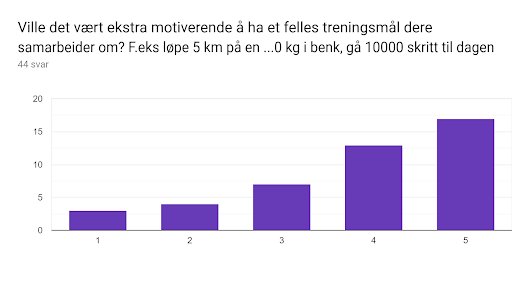 Ville det vært ekstra motiverende å ha et felles treningsmål dere
samarbeider om? F.eks løpe 5 km på en ...0 kg i benk, gå 10000 skritt til dagen
44 svar
20
15
10
5
0
1 2 3 4 5